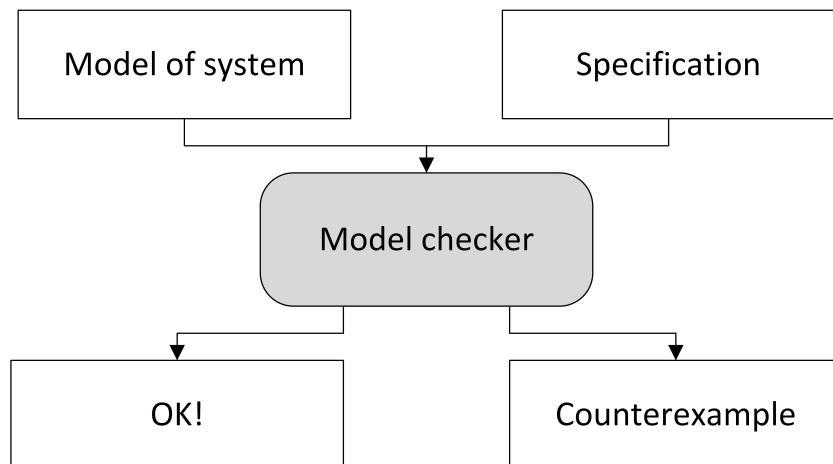 Model of system
Specification
Model checker
OK!
Counterexample